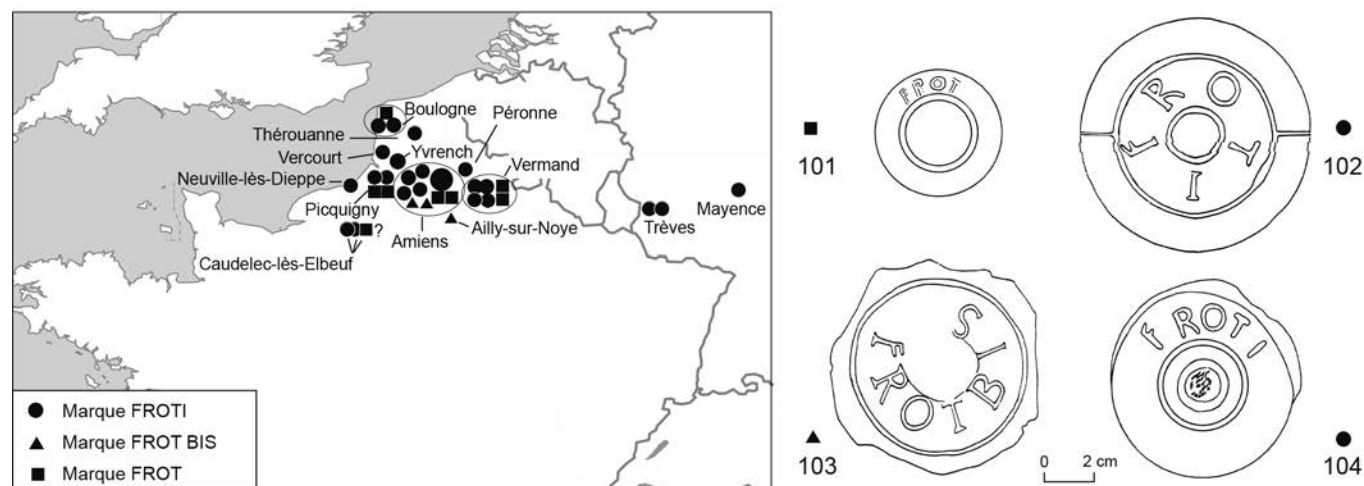 Boulogne
Thérouanne
Péronne
Vercourt
Yvrench
Vermand
Neuville-lès-Dieppe
Picquigny
Mayence
Trèves
?
Amiens
Ailly-sur-Noye
Caudelec-lès-Elbeuf
Marque FROTI
Marque FROT BIS
Marque FROT
FROT
101
FROTI
102
FROTBIS
103
0 2 cm
FROTI
104